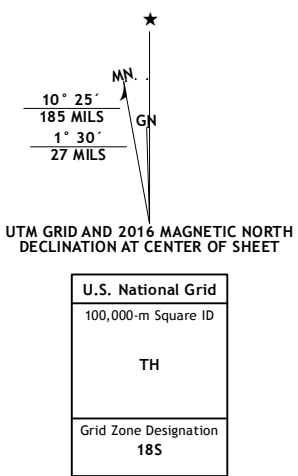 ★
MN
10° 25´
185 MILS
GN
1° 30´
27 MILS
UTM GRID AND 2016 MAGNETIC NORTH
DECLINATION AT CENTER OF SHEET
U.S. National Grid
100,000-m Square ID
TH
Grid Zone Designation
18S